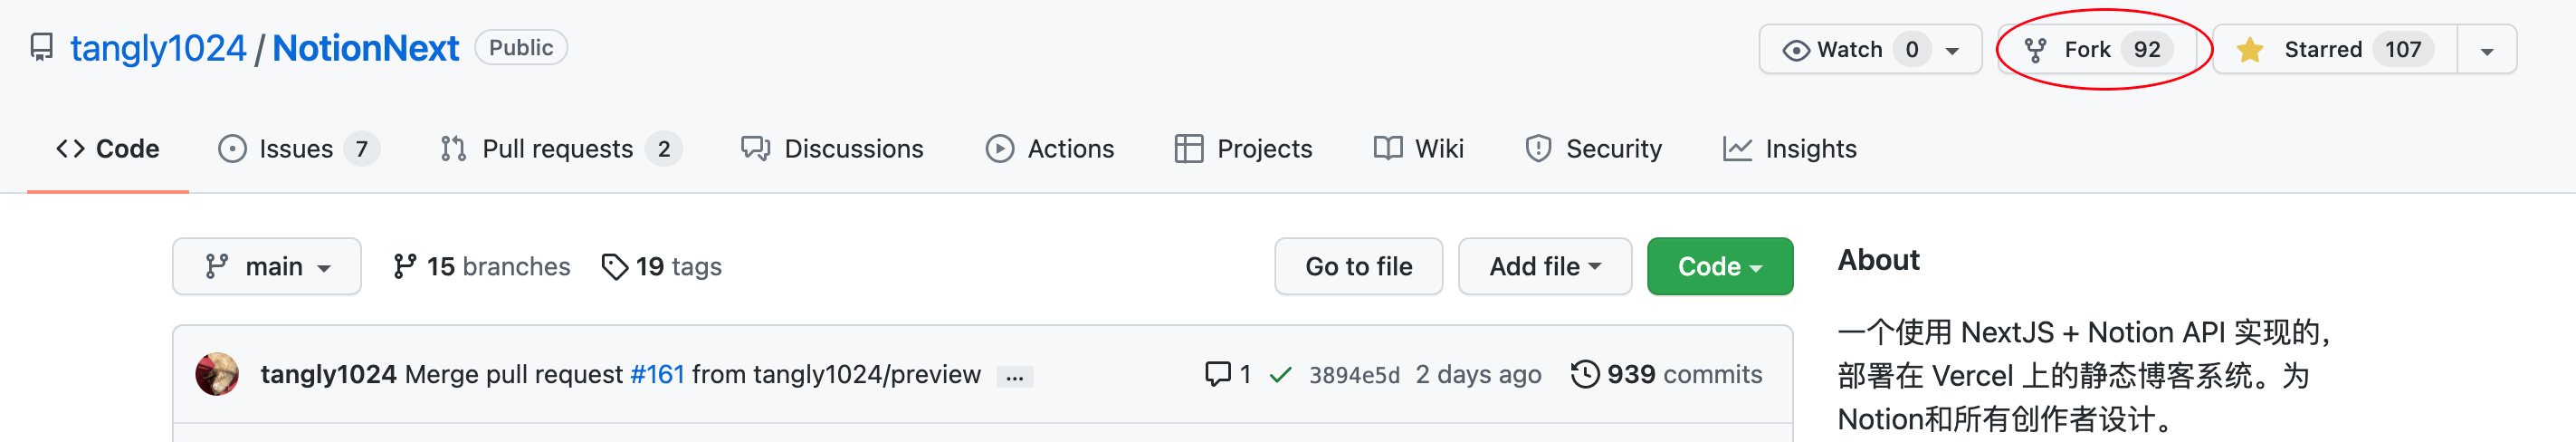 tangly1024 / NotionNext Public Watch 0 Fork 92 Starred 107
Code Issues 7 Pull requests 2 Discussions Actions Projects Wiki Security Insights
main 15 branches 19 tags Go to file Add file Code
About
tangly1024 Merge pull request #161 from tangly1024/preview ... 1 3894e5d 2 days ago 939 commits
一个使用 NextJS + Notion API 实现的，
部署在 Vercel 上的静态博客系统。为
Notion和所有创作者设计。